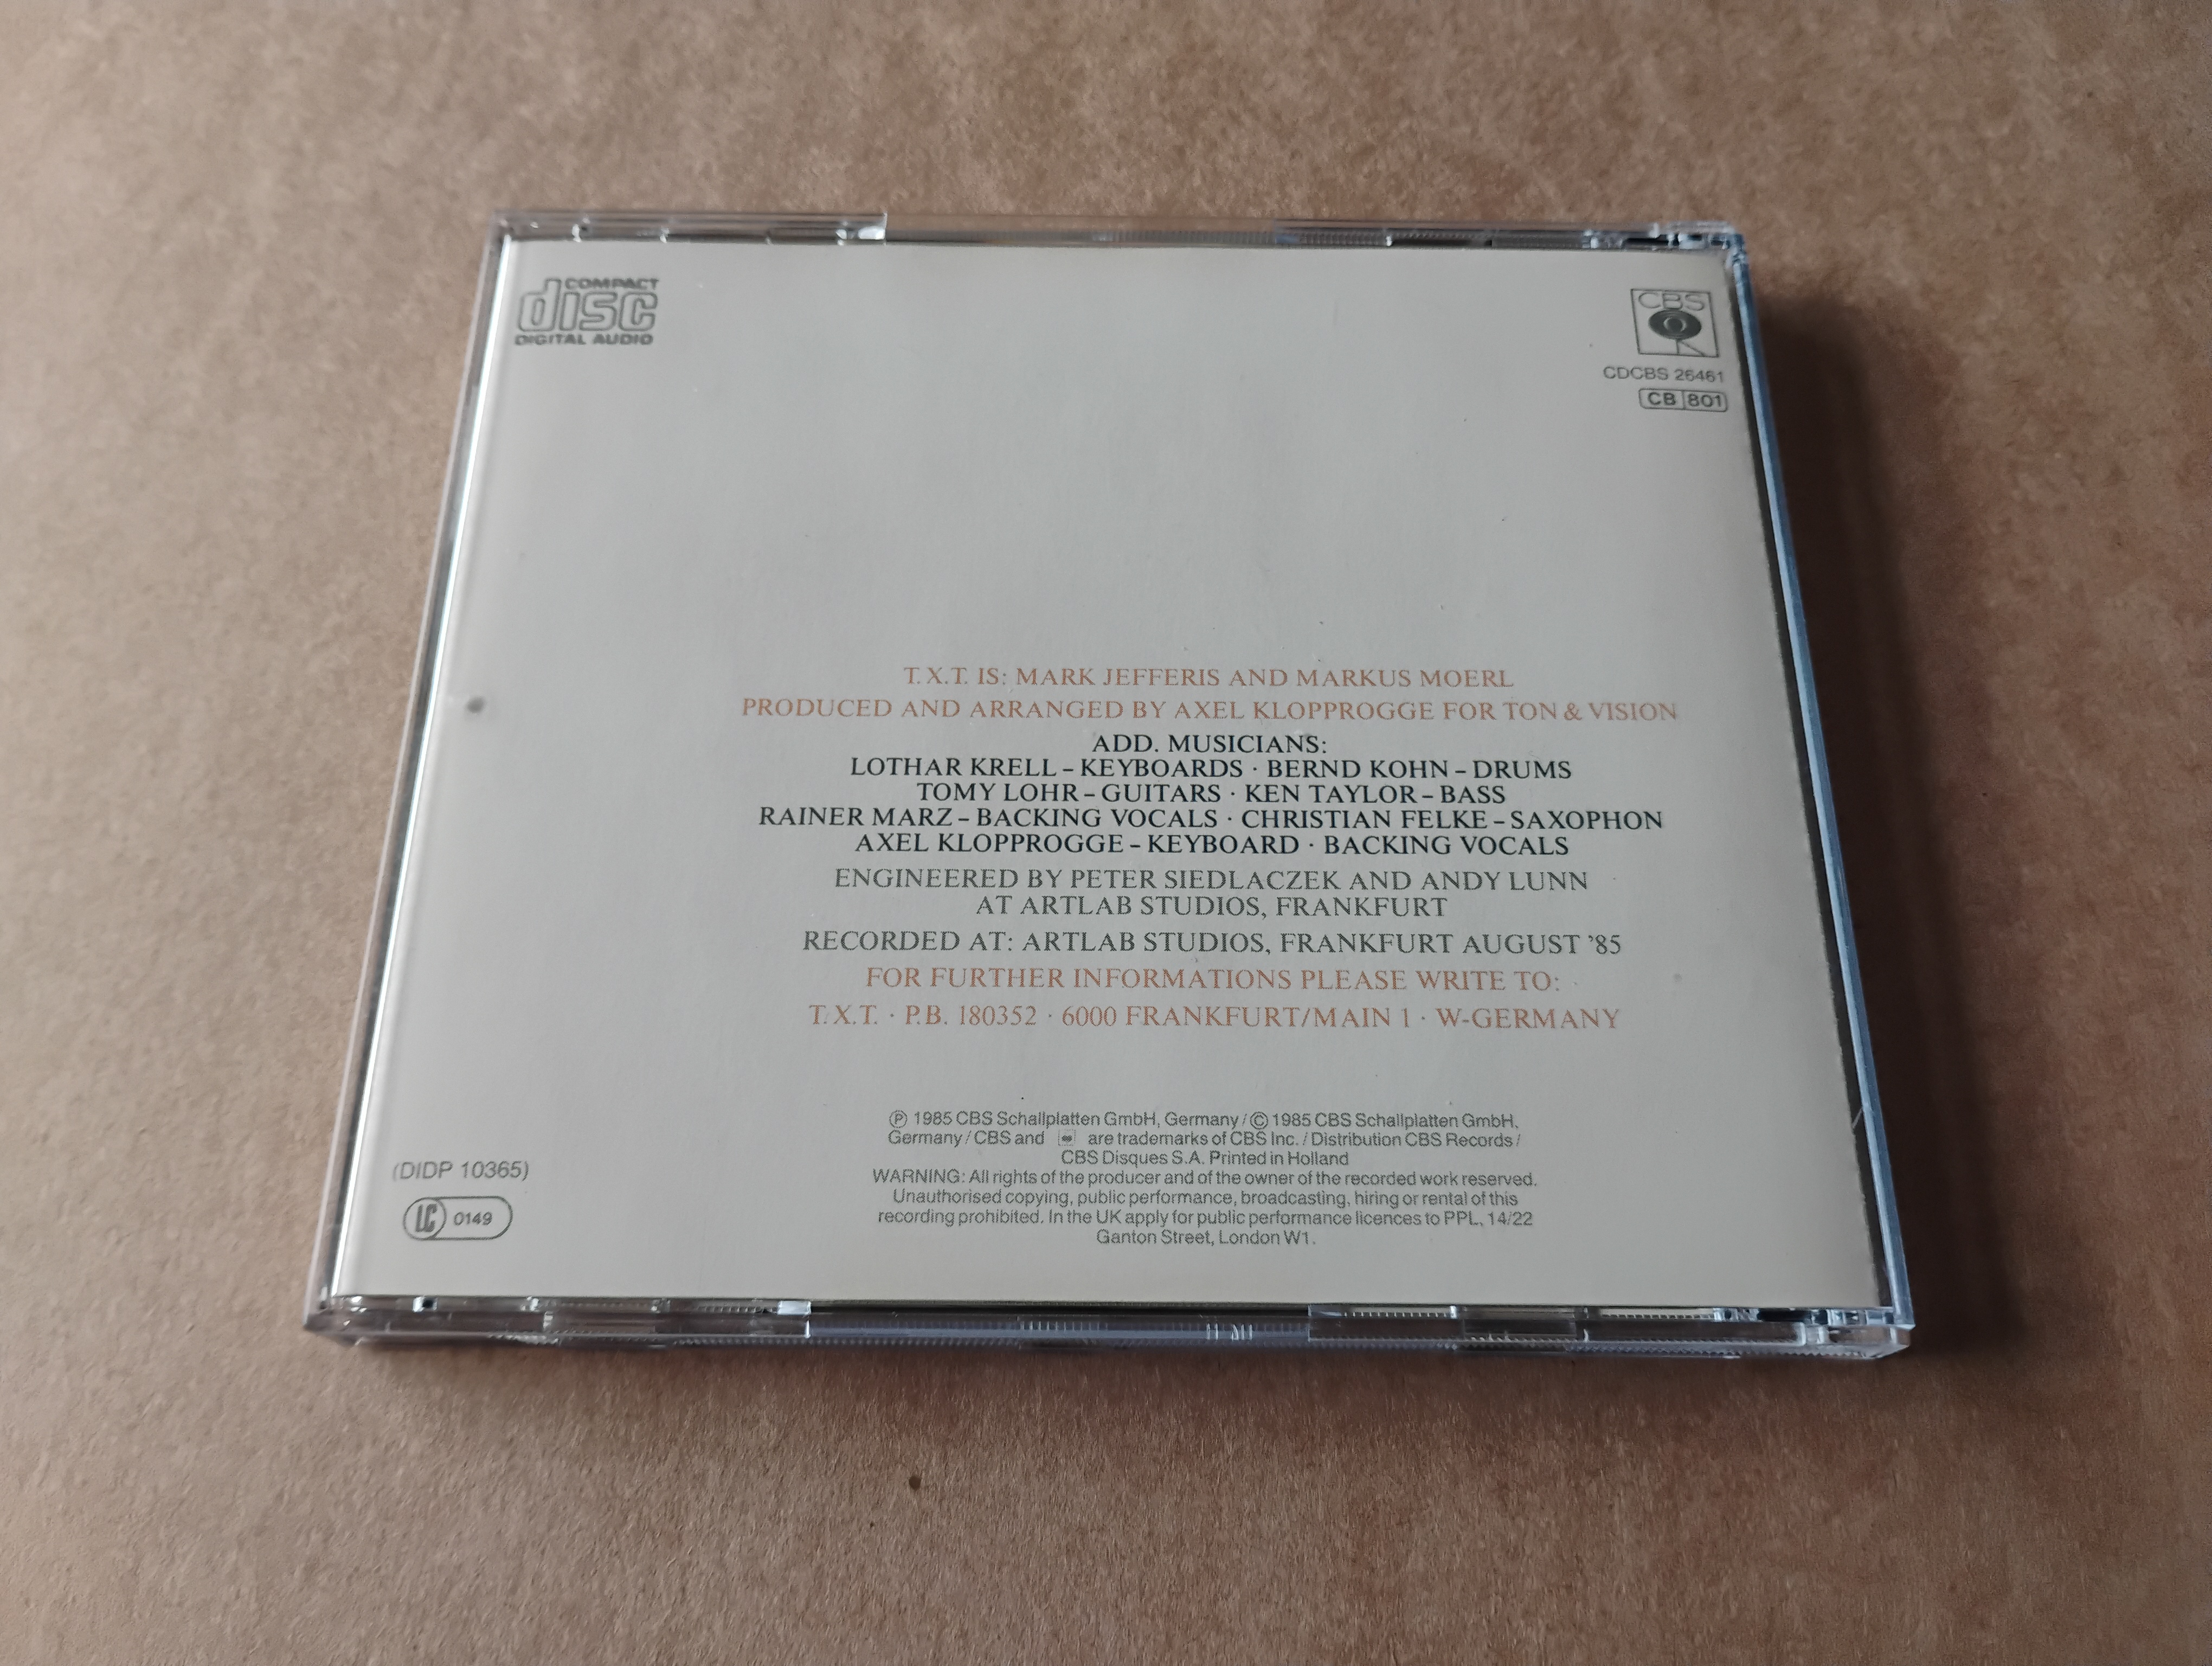 COMPACT
disc
DIGITAL AUDIO
CBS
CDCBS 26461
CB 801
T.X.T. IS: MARK JEFFERIS AND MARKUS MOERL
PRODUCED AND ARRANGED BY AXEL KLOPPROGGE FOR TON & VISION
ADD. MUSICIANS:
LOTHAR KRELL – KEYBOARDS · BERND KOHN – DRUMS
TOMY LOHR – GUITARS · KEN TAYLOR – BASS
RAINER MARZ – BACKING VOCALS · CHRISTIAN FELKE – SAXOPHON
AXEL KLOPPROGGE – KEYBOARD · BACKING VOCALS
ENGINEERED BY PETER SIEDLACZEK AND ANDY LUNN
AT ARTLAB STUDIOS, FRANKFURT
RECORDED AT: ARTLAB STUDIOS, FRANKFURT AUGUST ’85
FOR FURTHER INFORMATIONS PLEASE WRITE TO:
T.X.T. · P.B. 180352 · 6000 FRANKFURT/MAIN 1 · W-GERMANY
℗ 1985 CBS Schallplatten GmbH, Germany / © 1985 CBS Schallplatten GmbH,
Germany / CBS and are trademarks of CBS Inc. / Distribution CBS Records /
CBS Disques S.A. Printed in Holland
WARNING: All rights of the producer and of the owner of the recorded work reserved.
Unauthorised copying, public performance, broadcasting, hiring or rental of this
recording prohibited. In the UK apply for public performance licences to PPL, 14/22
Ganton Street, London W1.
(DIDP 10365)
LC 0149